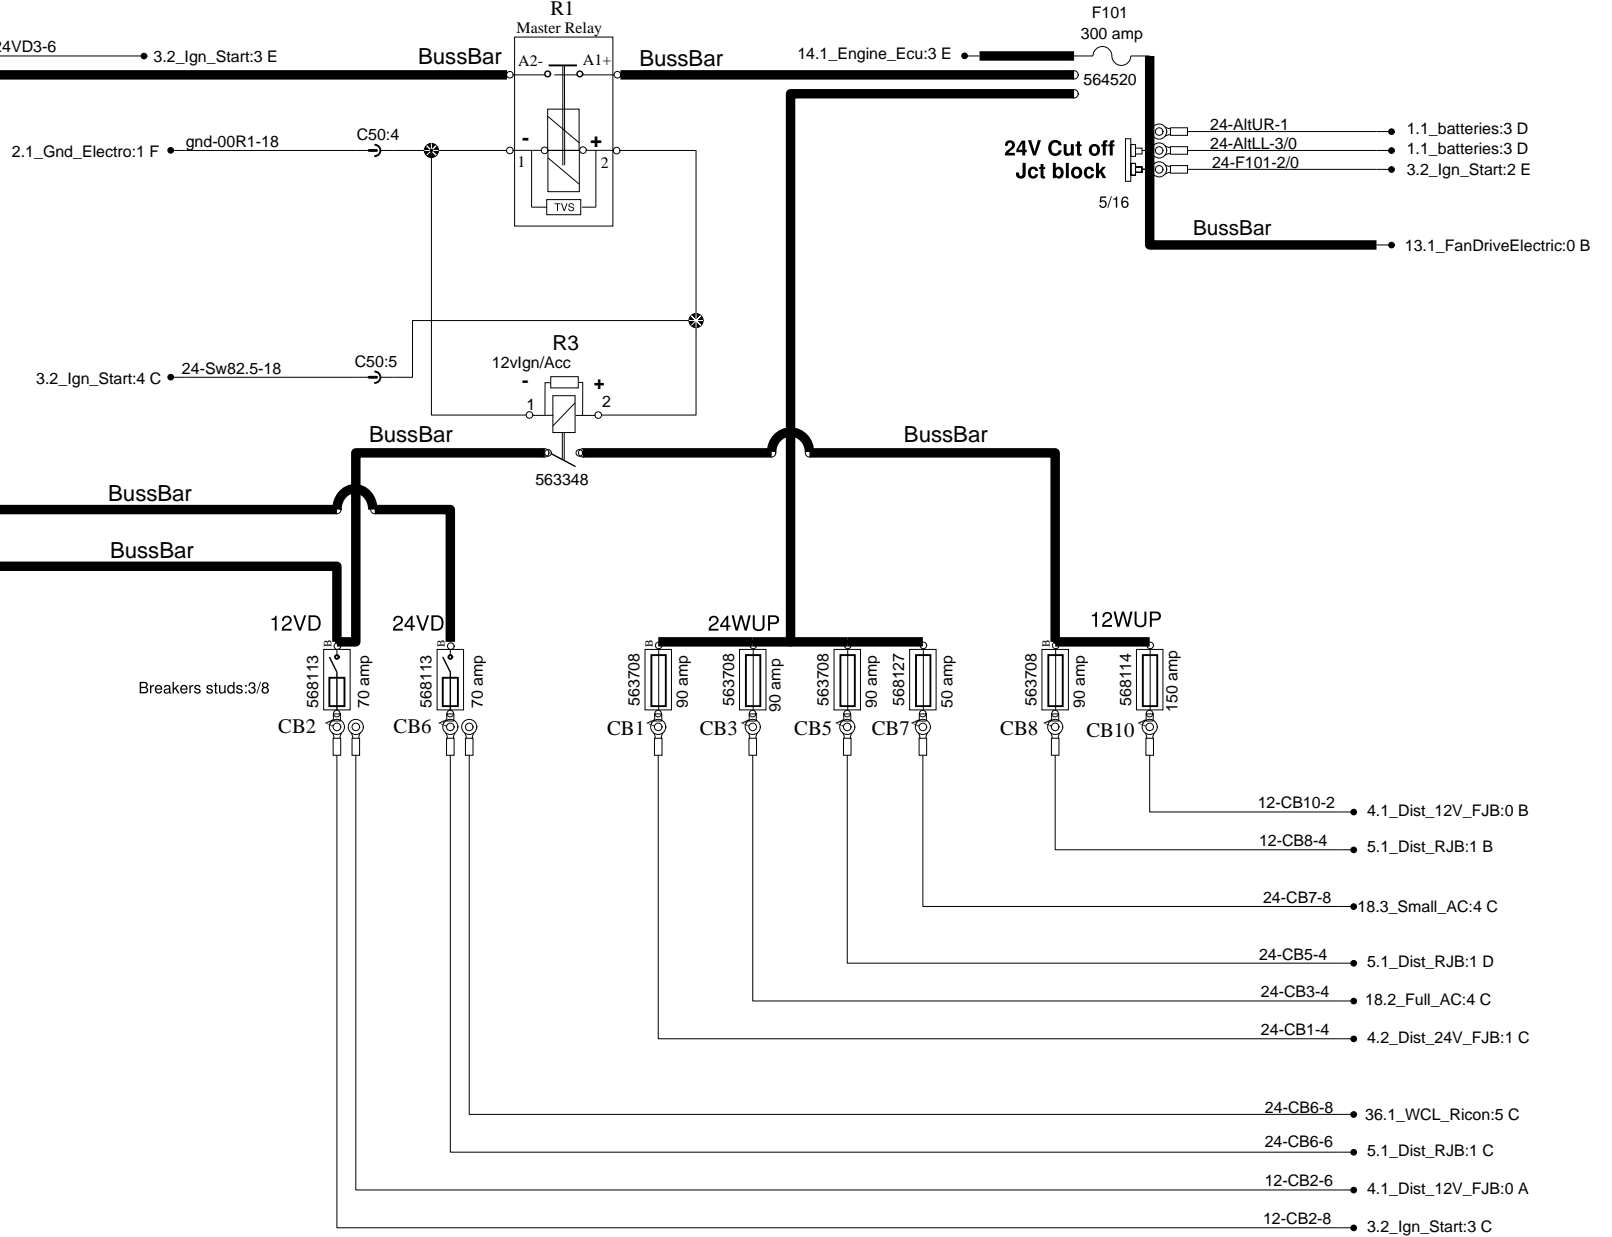 R1
Master Relay
F101
300 amp
24VD3-6
3.2_Ign_Start:3 E
BussBar
A2-
A1+
BussBar
14.1_Engine_Ecu:3 E
564520
24-AltUR-1
1.1_batteries:3 D
24-AltLL-3/0
1.1_batteries:3 D
24-F101-2/0
3.2_Ign_Start:2 E
24V Cut off
Jct block
5/16
2.1_Gnd_Electro:1 F
gnd-00R1-18
C50:4
-
+
1
2
TVS
BussBar
13.1_FanDriveElectric:0 B
R3
12vIgn/Acc
3.2_Ign_Start:4 C
24-Sw82.5-18
C50:5
-
+
1
2
BussBar
BussBar
563348
BussBar
BussBar
12VD
24VD
24WUP
12WUP
B
B
B
B
568113
70 amp
568113
70 amp
563708
90 amp
563708
90 amp
563708
90 amp
568127
50 amp
563708
90 amp
568114
150 amp
Breakers studs:3/8
CB2
CB6
CB1
CB3
CB5
CB7
CB8
CB10
12-CB10-2
4.1_Dist_12V_FJB:0 B
12-CB8-4
5.1_Dist_RJB:1 B
24-CB7-8
18.3_Small_AC:4 C
24-CB5-4
5.1_Dist_RJB:1 D
24-CB3-4
18.2_Full_AC:4 C
24-CB1-4
4.2_Dist_24V_FJB:1 C
24-CB6-8
36.1_WCL_Ricon:5 C
24-CB6-6
5.1_Dist_RJB:1 C
12-CB2-6
4.1_Dist_12V_FJB:0 A
12-CB2-8
3.2_Ign_Start:3 C